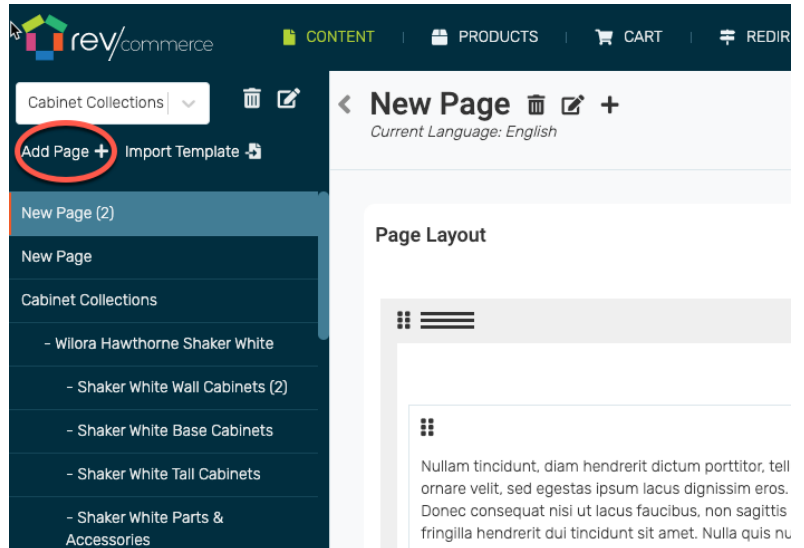 rev/commerce
CONTENT
PRODUCTS
CART
REDIR
Cabinet Collections
Add Page +
Import Template
New Page (2)
New Page
Cabinet Collections
- Wilora Hawthorne Shaker White
- Shaker White Wall Cabinets (2)
- Shaker White Base Cabinets
- Shaker White Tall Cabinets
- Shaker White Parts &
Accessories
New Page
Current Language: English
Page Layout
Nullam tincidunt, diam hendrerit dictum porttitor, tell
ornare velit, sed egestas ipsum lacus dignissim eros.
Donec consequat nisi ut lacus faucibus, non sagittis
fringilla hendrerit dui tincidunt sit amet. Nulla quis nu